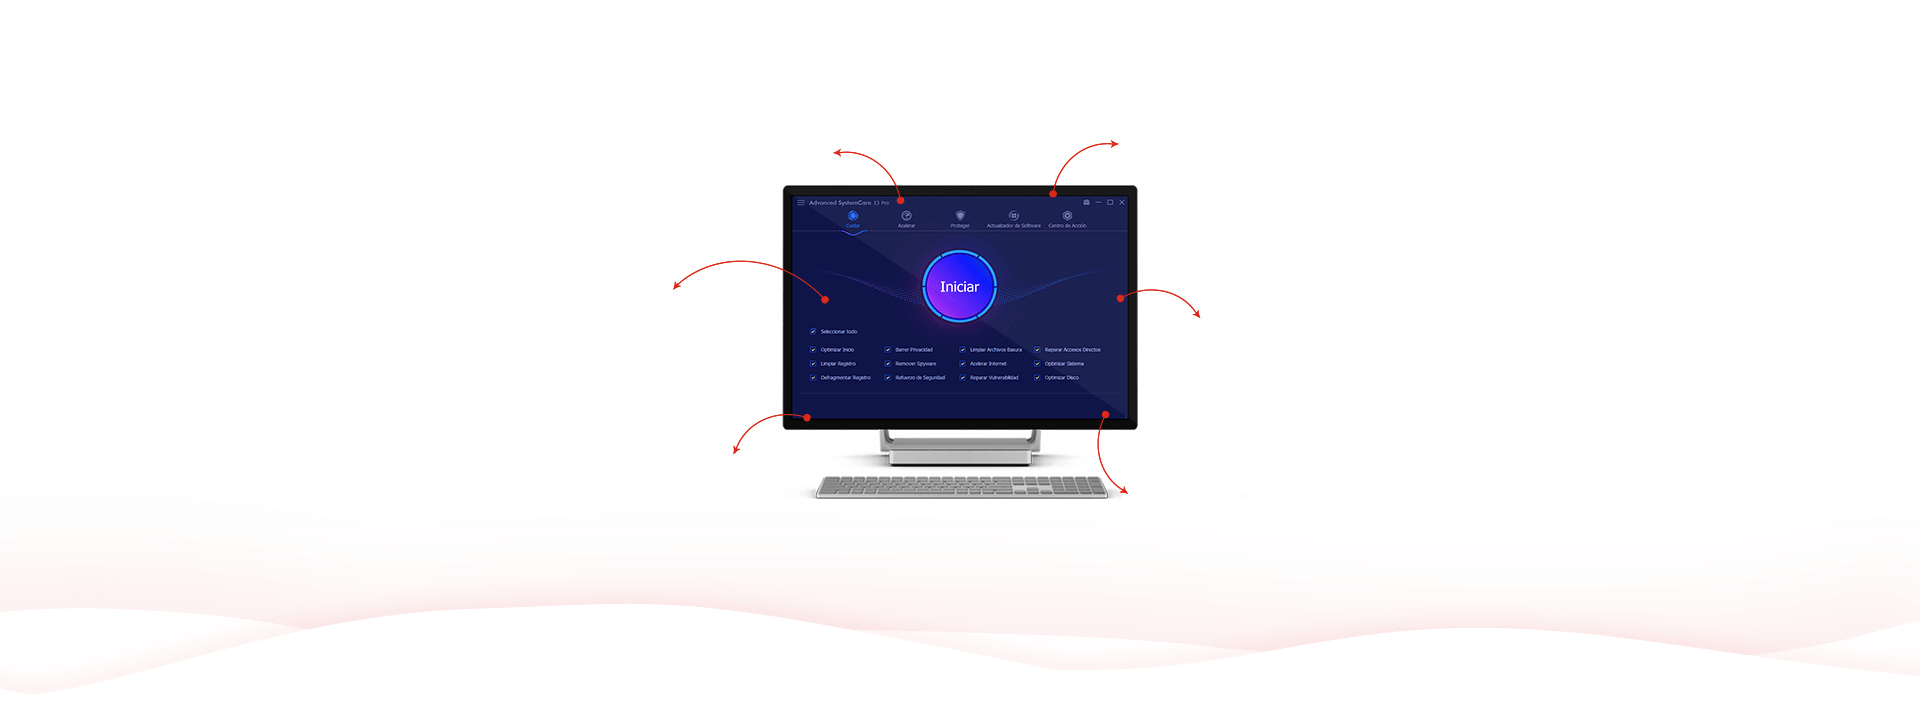 Advanced SystemCare 13 Pro
Cuidar Acelerar Proteger Actualizador de Software Centro de Acción
Iniciar
Seleccionar todo
Optimizar Inicio Barrer Privacidad Limpiar Archivos Basura Reparar Accesos Directos
Limpiar Registro Remover Spyware Acelerar Internet Optimizar Sistema
Defragmentar Registro Refuerzo de Seguridad Reparar Vulnerabilidad Optimizar Disco